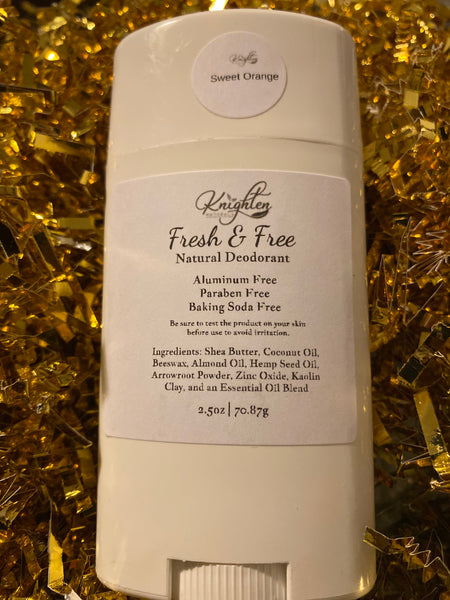 Knighten
Sweet Orange
Knighten
NATURALS
Fresh & Free
Natural Deodorant
Aluminum Free
Paraben Free
Baking Soda Free
Be sure to test the product on your skin
before use to avoid irritation.
Ingredients: Shea Butter, Coconut Oil,
Beeswax, Almond Oil, Hemp Seed Oil,
Arrowroot Powder, Zinc Oxide, Kaolin
Clay, and an Essential Oil Blend
2.5oz | 70.87g